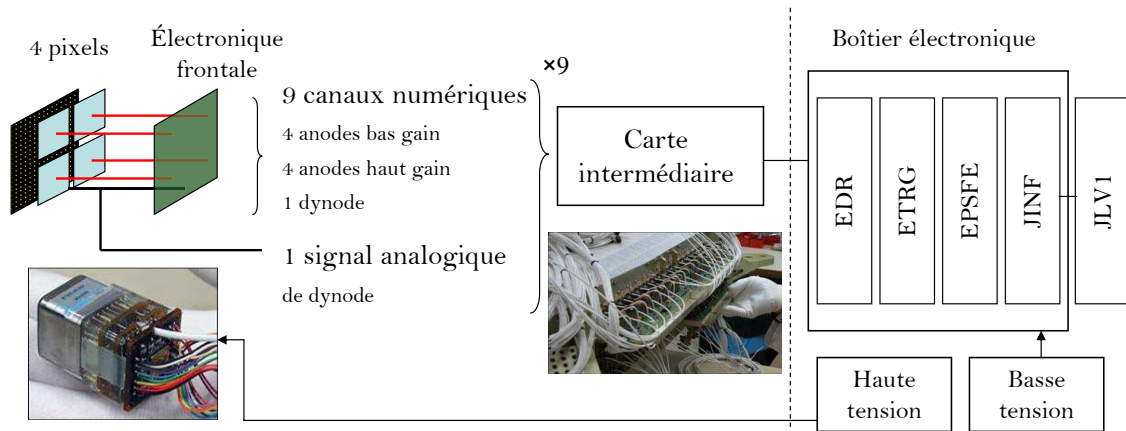 4 pixels
Électronique
frontale
9 canaux numériques
4 anodes bas gain
4 anodes haut gain
1 dynode
1 signal analogique
de dynode
×9
Carte
intermédiaire
Boîtier électronique
EDR
ETRG
EPSFE
JINF
JLV1
Haute
tension
Basse
tension